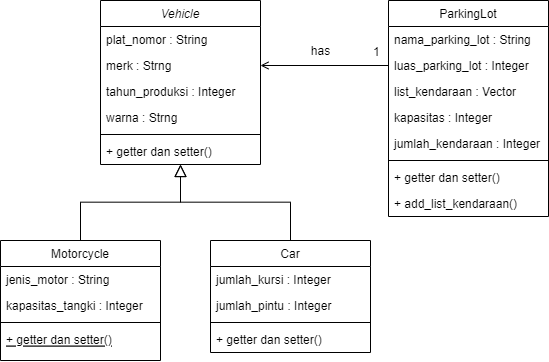 Vehicle
plat_nomor : String
merk : Strng
tahun_produksi : Integer
warna : Strng
+ getter dan setter()
has
1
ParkingLot
nama_parking_lot : String
luas_parking_lot : Integer
list_kendaraan : Vector
kapasitas : Integer
jumlah_kendaraan : Integer
+ getter dan setter()
+ add_list_kendaraan()
Motorcycle
jenis_motor : String
kapasitas_tangki : Integer
+ getter dan setter()
Car
jumlah_kursi : Integer
jumlah_pintu : Integer
+ getter dan setter()